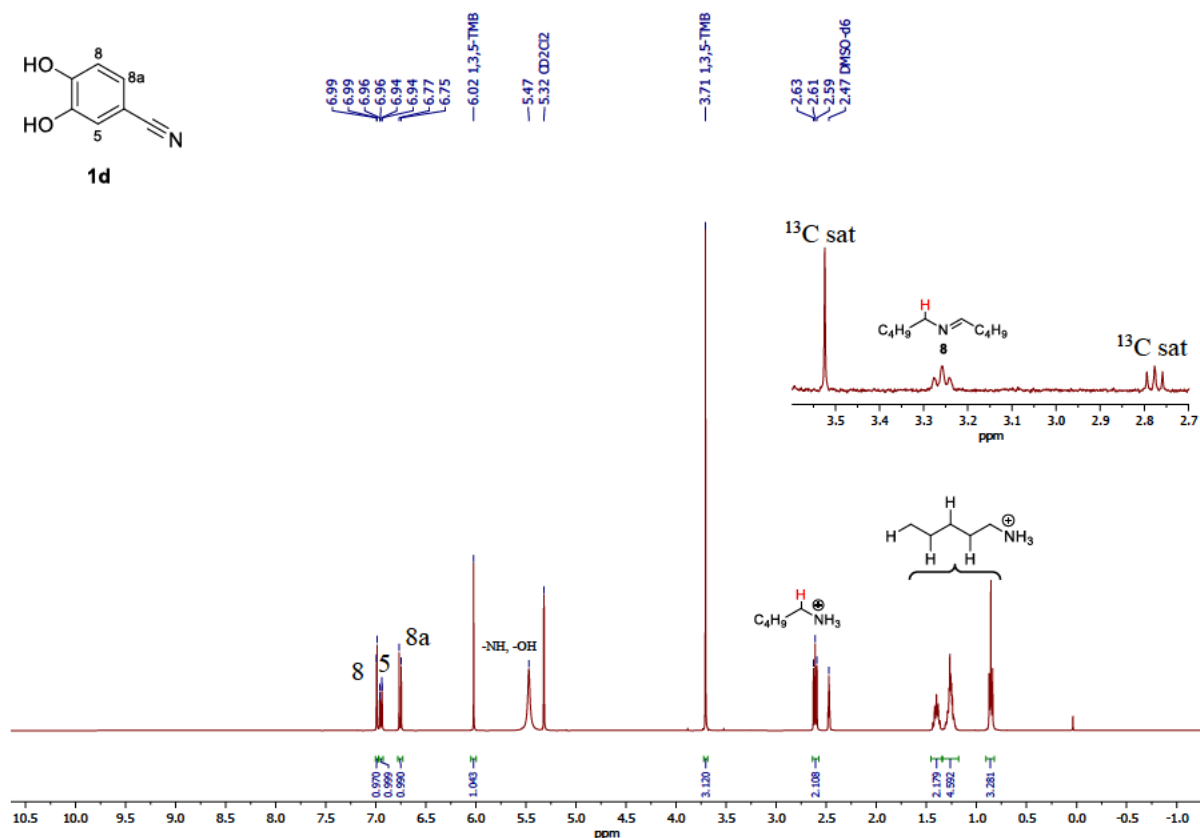 HO
HO
8
8a
5
N
1d
6.99
6.99
6.96
6.96
6.94
6.94
6.77
6.75
6.02 1,3,5-TMB
5.47
5.32 CD2Cl2
3.71 1,3,5-TMB
2.63
2.61
2.59
2.47 DMSO-d6
13C sat
H
C4H9 N C4H9
8
13C sat
3.5 3.4 3.3 3.2 3.1 3.0 2.9 2.8 2.7
ppm
H
H NH3 +
H H
H
C4H9 NH3 +
8
5
8a
-NH, -OH
0.970
0.999
0.990
1.043
3.120
2.108
2.179
4.592
3.281
10.5 10.0 9.5 9.0 8.5 8.0 7.5 7.0 6.5 6.0 5.5 5.0 4.5 4.0 3.5 3.0 2.5 2.0 1.5 1.0 0.5 0.0 -0.5 -1.0
ppm